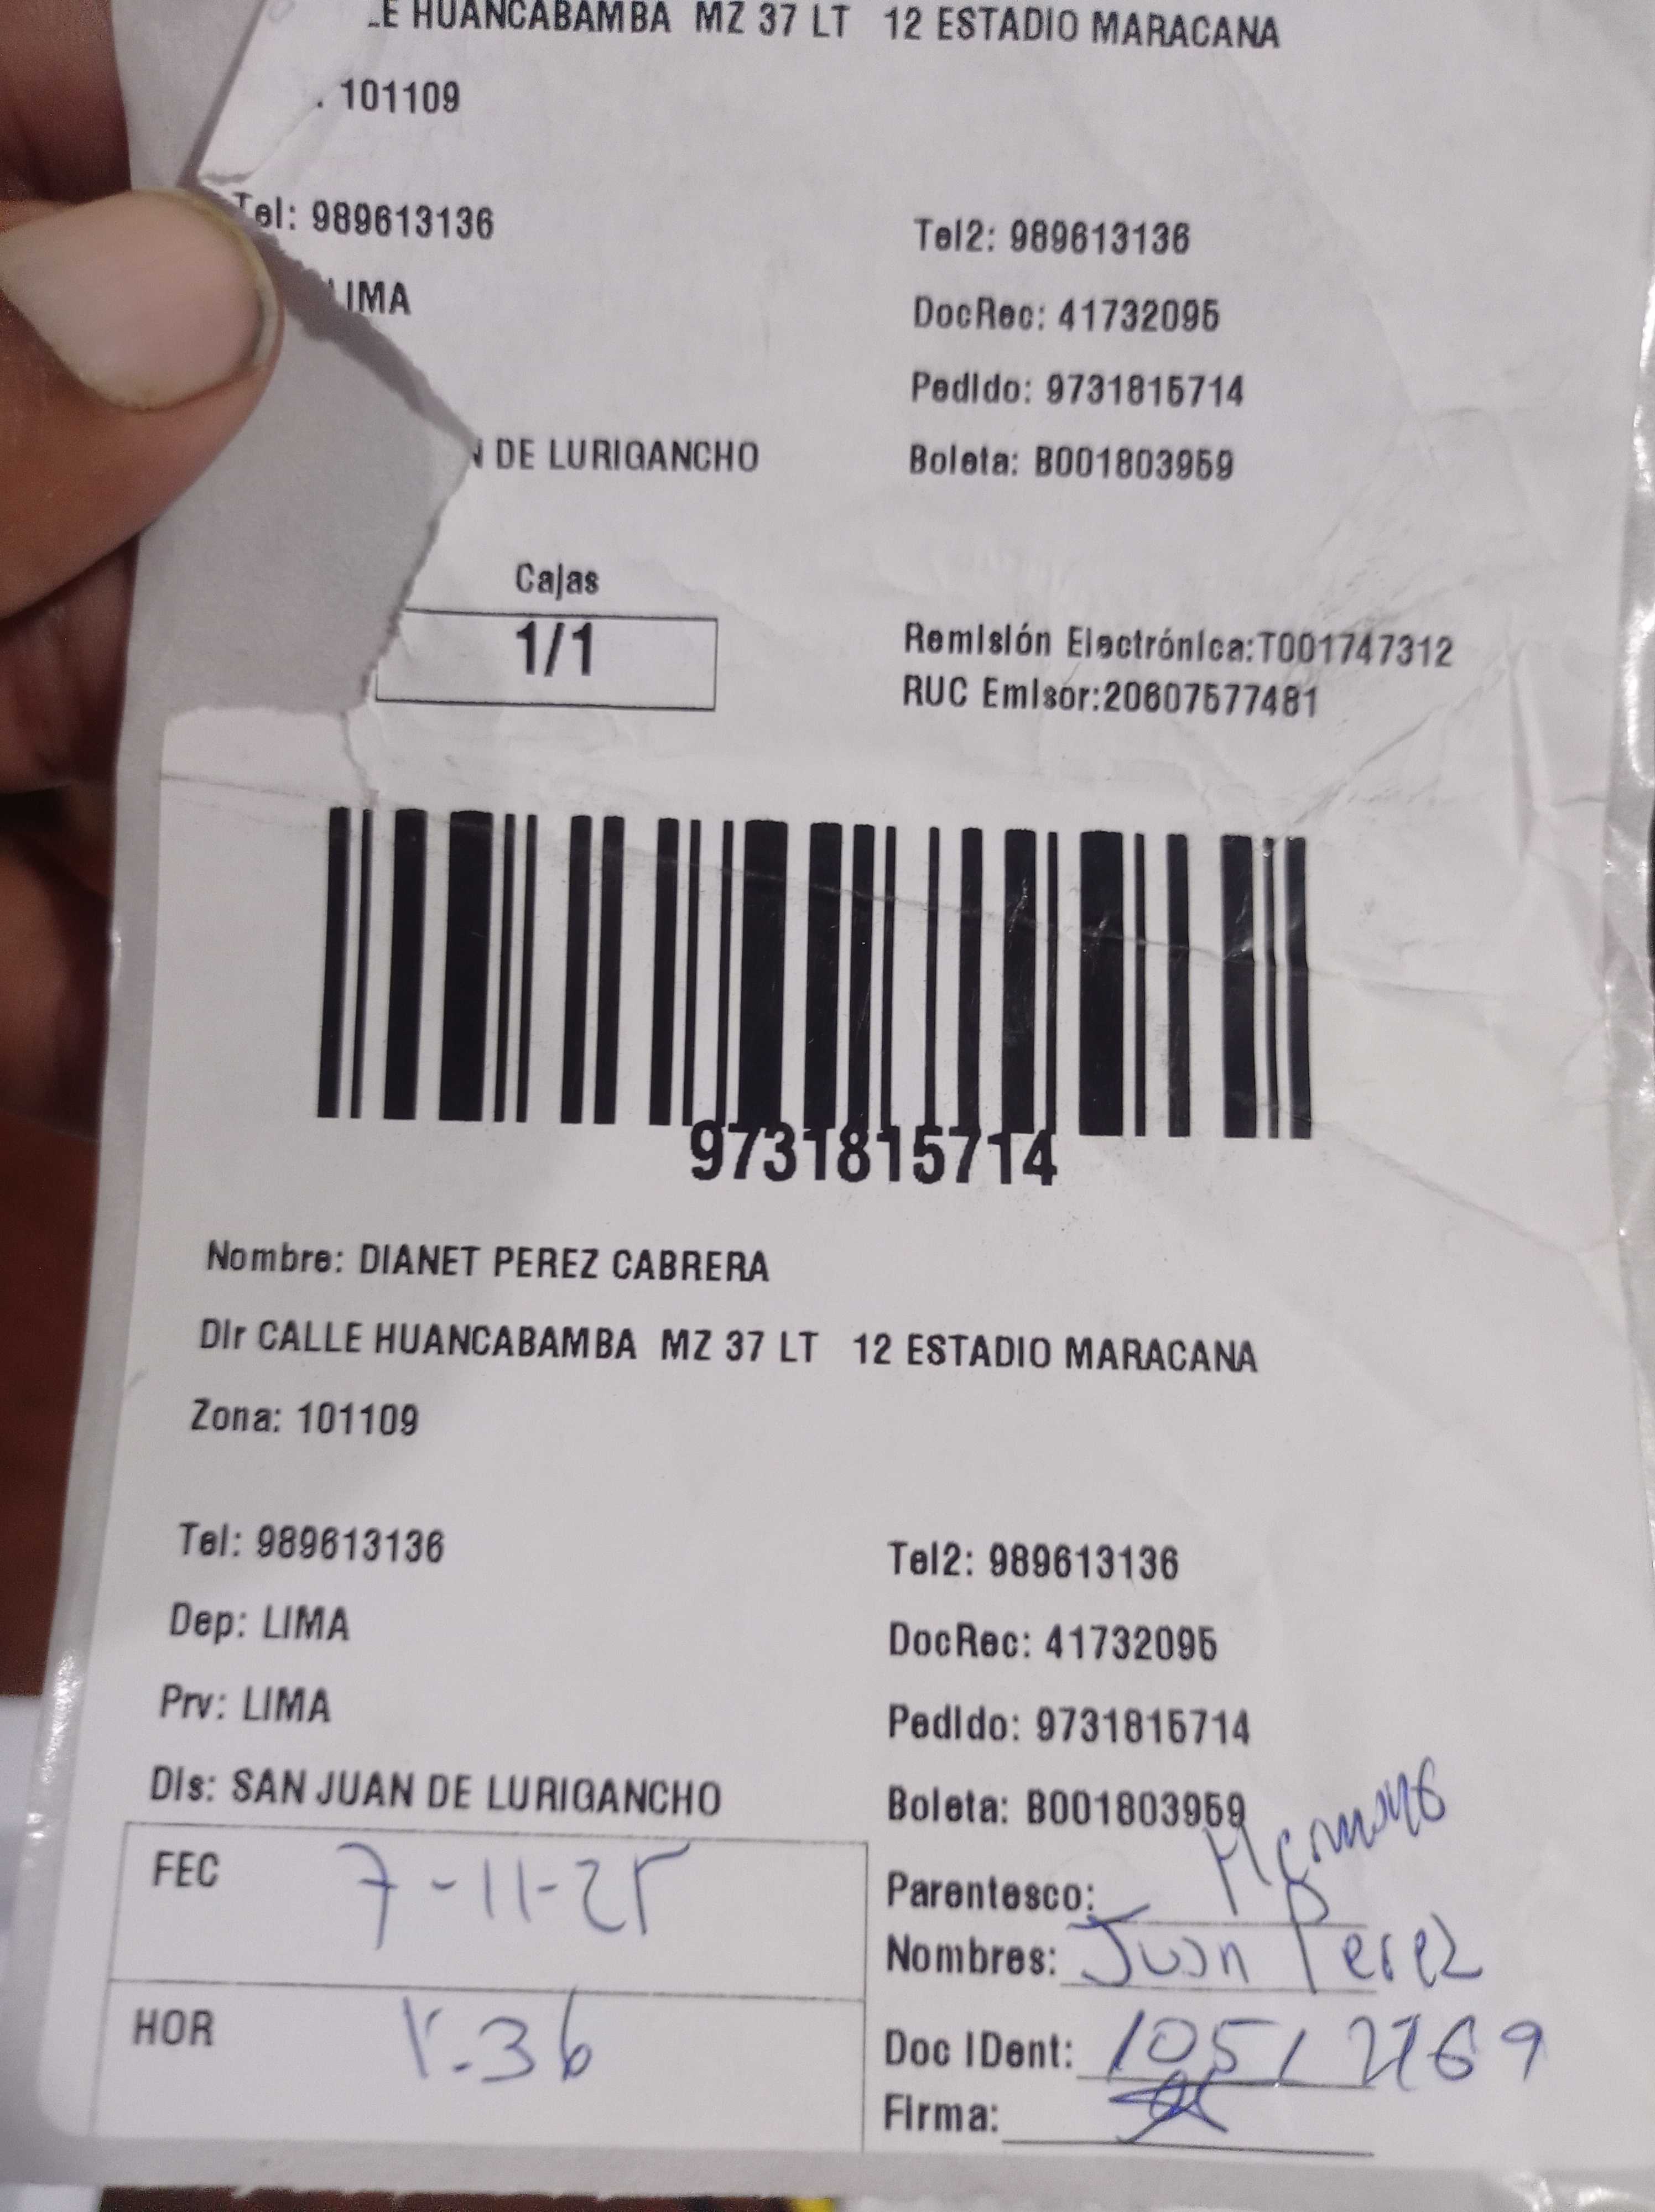 LE HUANCABAMBA MZ 37 LT 12 ESTADIO MARACANA
. 101109
Tel: 989613136 Tel2: 989613136
LIMA DocRec: 41732095
Pedido: 9731815714
N DE LURIGANCHO Boleta: B001803959
Cajas
1/1
Remisión Electrónica:T001747312
RUC Emisor:20607577481
9731815714
Nombre: DIANET PEREZ CABRERA
Dir CALLE HUANCABAMBA MZ 37 LT 12 ESTADIO MARACANA
Zona: 101109
Tel: 989613136 Tel2: 989613136
Dep: LIMA DocRec: 41732095
Prv: LIMA Pedido: 9731815714
Dis: SAN JUAN DE LURIGANCHO Boleta: B001803959
FEC 7-11-25
Parentesco: Hermano
Nombres: Juan Perez
HOR
Doc IDent:
Firma: